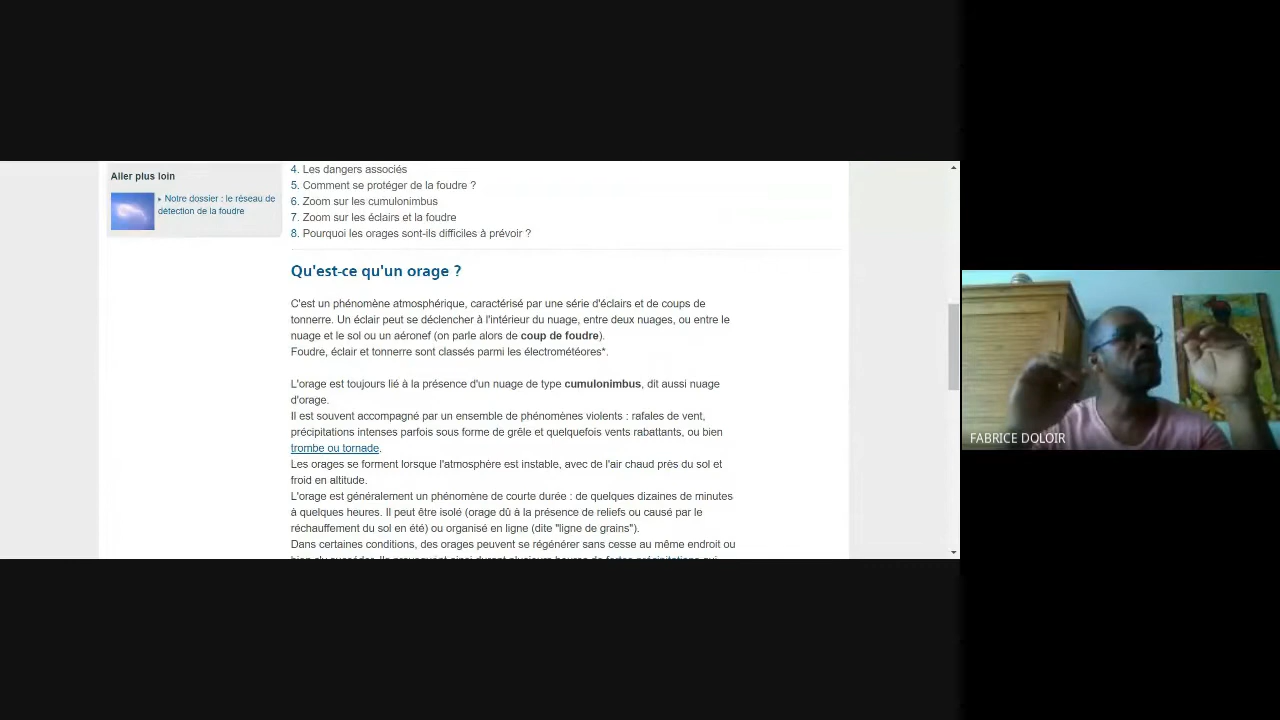 Aller plus loin
Notre dossier : le réseau de
détection de la foudre
4. Les dangers associés
5. Comment se protéger de la foudre ?
6. Zoom sur les cumulonimbus
7. Zoom sur les éclairs et la foudre
8. Pourquoi les orages sont-ils difficiles à prévoir ?
Qu'est-ce qu'un orage ?
C'est un phénomène atmosphérique, caractérisé par une série d'éclairs et de coups de
tonnerre. Un éclair peut se déclencher à l'intérieur du nuage, entre deux nuages, ou entre le
nuage et le sol ou un aéronef (on parle alors de coup de foudre).
Foudre, éclair et tonnerre sont classés parmi les électrométéores*.
L'orage est toujours lié à la présence d'un nuage de type cumulonimbus, dit aussi nuage
d'orage.
Il est souvent accompagné par un ensemble de phénomènes violents : rafales de vent,
précipitations intenses parfois sous forme de grêle et quelquefois vents rabattants, ou bien
trombe ou tornade.
Les orages se forment lorsque l'atmosphère est instable, avec de l'air chaud près du sol et
froid en altitude.
L'orage est généralement un phénomène de courte durée : de quelques dizaines de minutes
à quelques heures. Il peut être isolé (orage dû à la présence de reliefs ou causé par le
réchauffement du sol en été) ou organisé en ligne (dite "ligne de grains").
Dans certaines conditions, des orages peuvent se régénérer sans cesse au même endroit ou
FABRICE DOLOIR